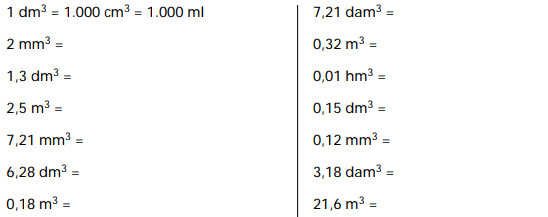 1 dm³ = 1.000 cm³ = 1.000 ml
2 mm³ =
1,3 dm³ =
2,5 m³ =
7,21 mm³ =
6,28 dm³ =
0,18 m³ =
7,21 dam³ =
0,32 m³ =
0,01 hm³ =
0,15 dm³ =
0,12 mm³ =
3,18 dam³ =
21,6 m³ =